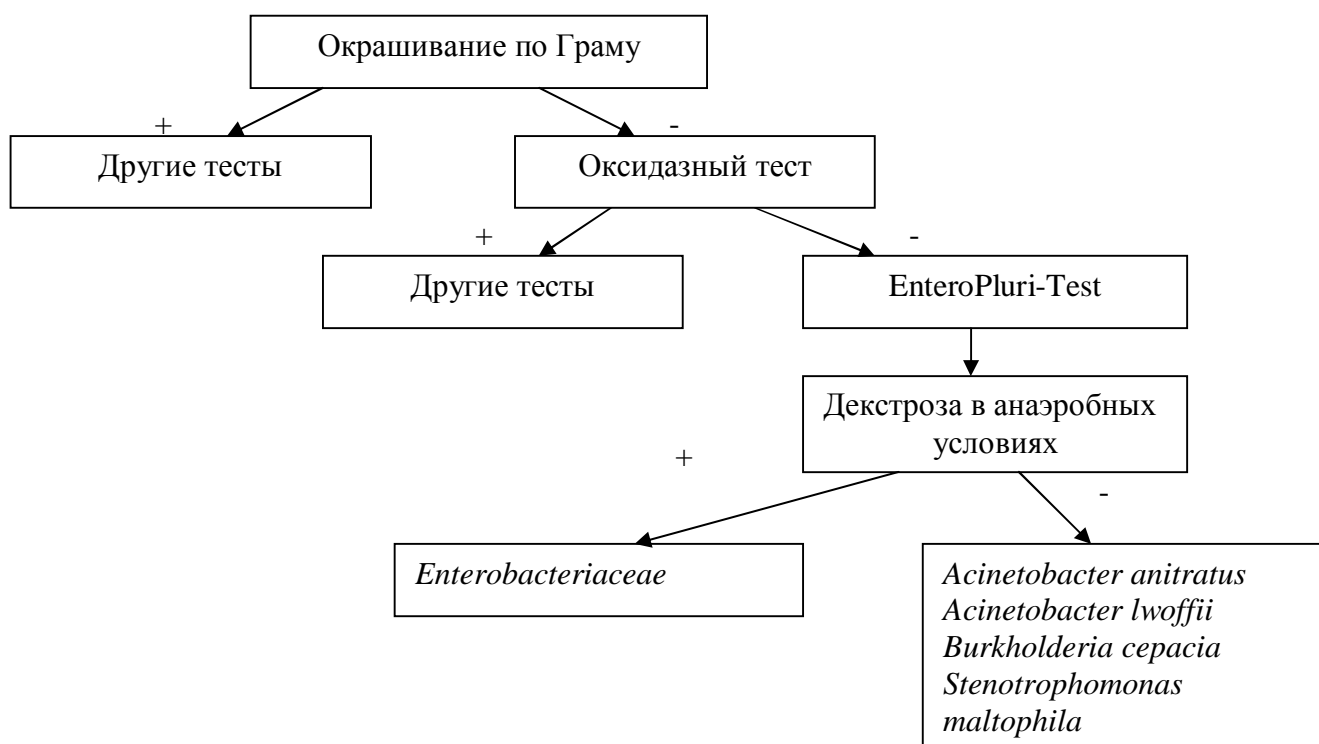 Окрашивание по Граму
+
-
Другие тесты
Оксидазный тест
+
-
Другие тесты
EnteroPluri-Test
Декстроза в анаэробных
условиях
+
-
Enterobacteriaceae
Acinetobacter anitratus
Acinetobacter lwoffii
Burkholderia cepacia
Stenotrophomonas
maltophila